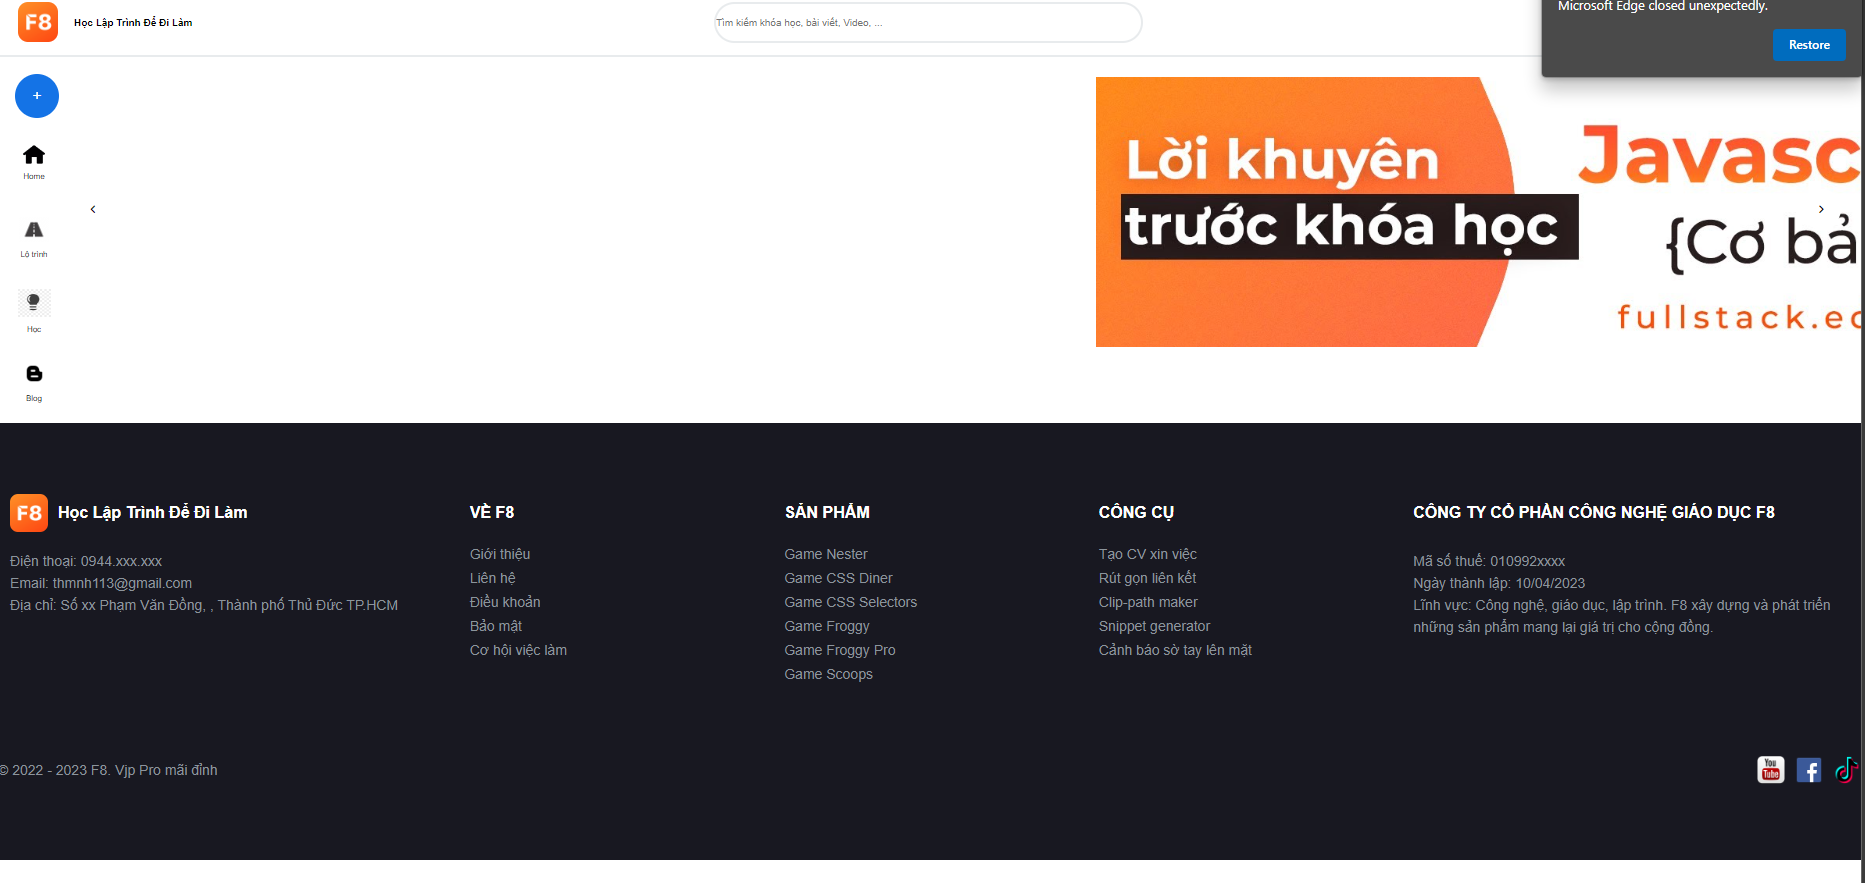 F8 Học Lập Trình Để Đi Làm
Tìm kiếm khóa học, bài viết, Video, ...
Microsoft Edge closed unexpectedly.
Restore
+
Home
Lộ trình
Học
Blog
Lời khuyên
trước khóa học
Javasc
{Cơ bả
fullstack.ec
F8 Học Lập Trình Để Đi Làm
Điện thoại: 0944.xxx.xxx
Email: thmnh113@gmail.com
Địa chỉ: Số xx Phạm Văn Đồng, , Thành phố Thủ Đức TP.HCM
VỀ F8
Giới thiệu
Liên hệ
Điều khoản
Bảo mật
Cơ hội việc làm
SẢN PHẨM
Game Nester
Game CSS Diner
Game CSS Selectors
Game Froggy
Game Froggy Pro
Game Scoops
CÔNG CỤ
Tạo CV xin việc
Rút gọn liên kết
Clip-path maker
Snippet generator
Cảnh báo sờ tay lên mặt
CÔNG TY CỔ PHẦN CÔNG NGHỆ GIÁO DỤC F8
Mã số thuế: 010992xxxx
Ngày thành lập: 10/04/2023
Lĩnh vực: Công nghệ, giáo dục, lập trình. F8 xây dựng và phát triển
những sản phẩm mang lại giá trị cho cộng đồng.
© 2022 - 2023 F8. Vjp Pro mãi đỉnh
You
Tube